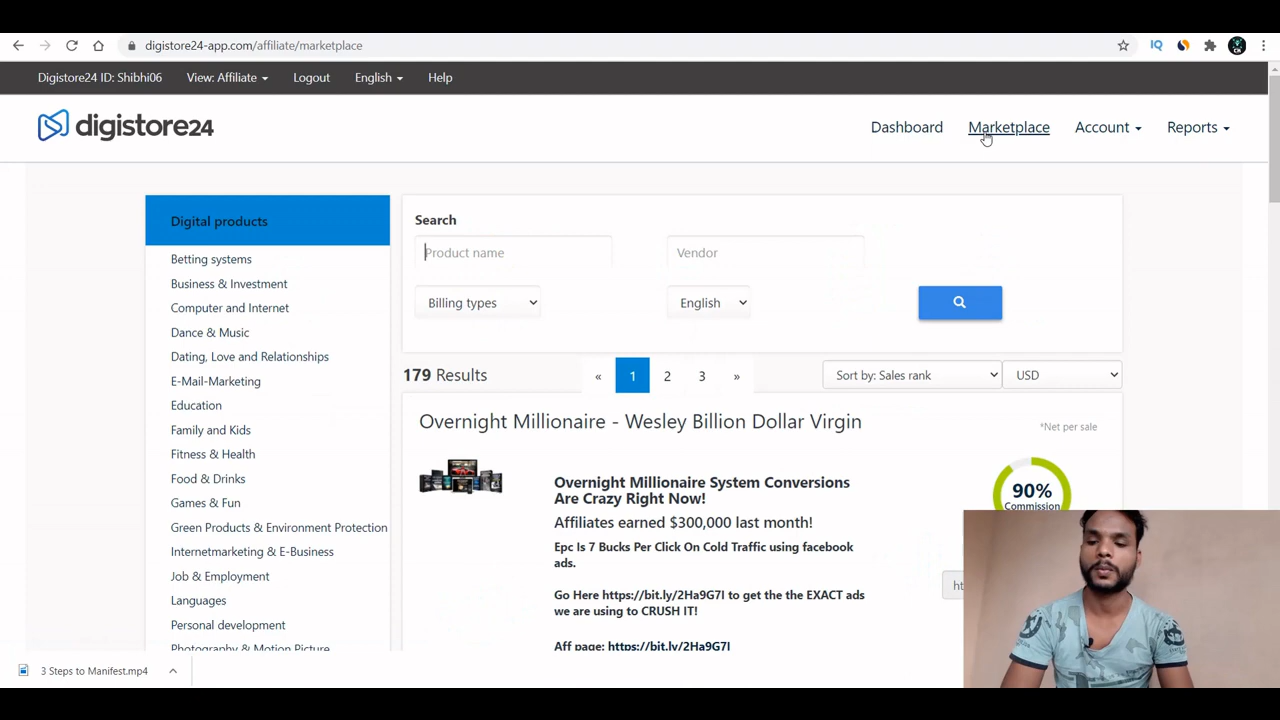 digistore24-app.com/affiliate/marketplace
Digistore24 ID: Shibhi06 View: Affiliate Logout English Help
digistore24 Dashboard Marketplace Account Reports
Digital products
Betting systems
Business & Investment
Computer and Internet
Dance & Music
Dating, Love and Relationships
E-Mail-Marketing
Education
Family and Kids
Fitness & Health
Food & Drinks
Games & Fun
Green Products & Environment Protection
Internetmarketing & E-Business
Job & Employment
Languages
Personal development
Photography & Motion Picture
Search
Product name Vendor
Billing types English
179 Results « 1 2 3 » Sort by: Sales rank USD
Overnight Millionaire - Wesley Billion Dollar Virgin
*Net per sale
Overnight Millionaire System Conversions
Are Crazy Right Now!
90%
Commission
Affiliates earned $300,000 last month!
Epc Is 7 Bucks Per Click On Cold Traffic using facebook
ads.
Go Here https://bit.ly/2Ha9G7I to get the the EXACT ads
we are using to CRUSH IT!
Aff page: https://bit.ly/2Ha9G7I
3 Steps to Manifest.mp4